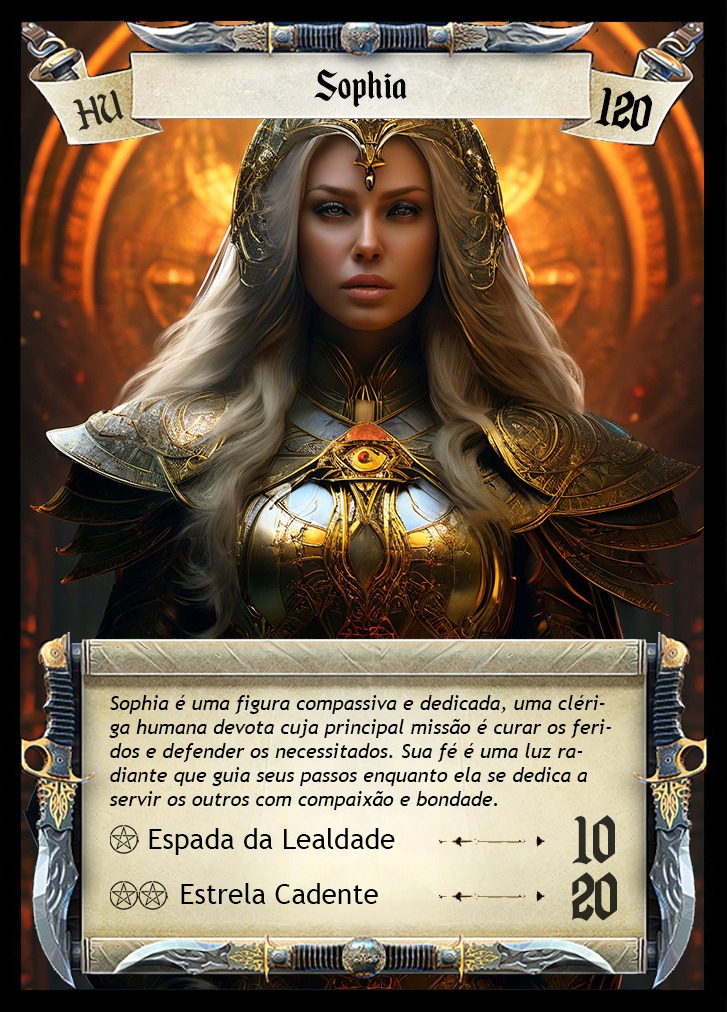 HU
Sophia
120
Sophia é uma figura compassiva e dedicada, uma cléri-
ga humana devota cuja principal missão é curar os feri-
dos e defender os necessitados. Sua fé é uma luz ra-
diante que guia seus passos enquanto ela se dedica a
servir os outros com compaixão e bondade.
Espada da Lealdade 10
Estrela Cadente 20